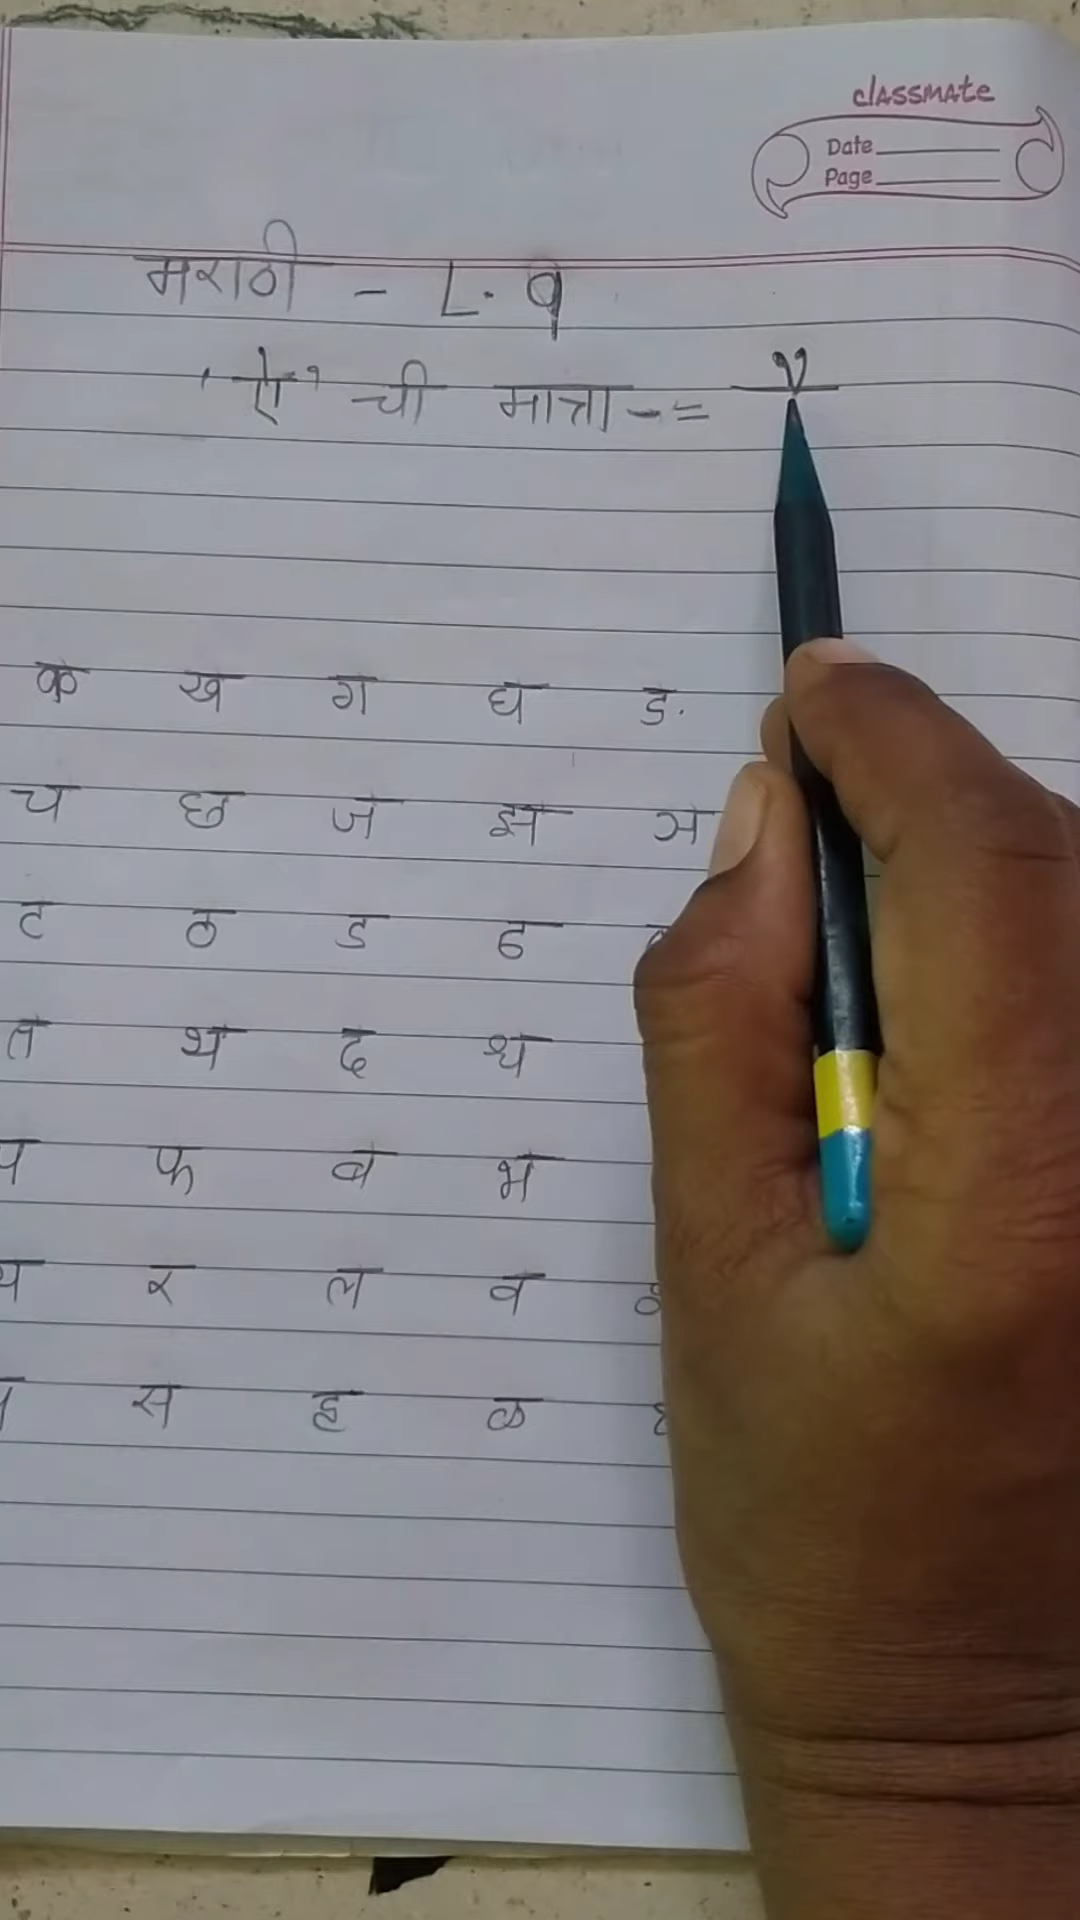 classmate
Date
Page
मराठी - L. 9
'ऐ' ची मात्रा -= ै
क ख ग घ ङ
च छ ज झ ञ
ट ठ ड ढ
त थ द ध
प फ ब भ
य र ल व
स ह ळ